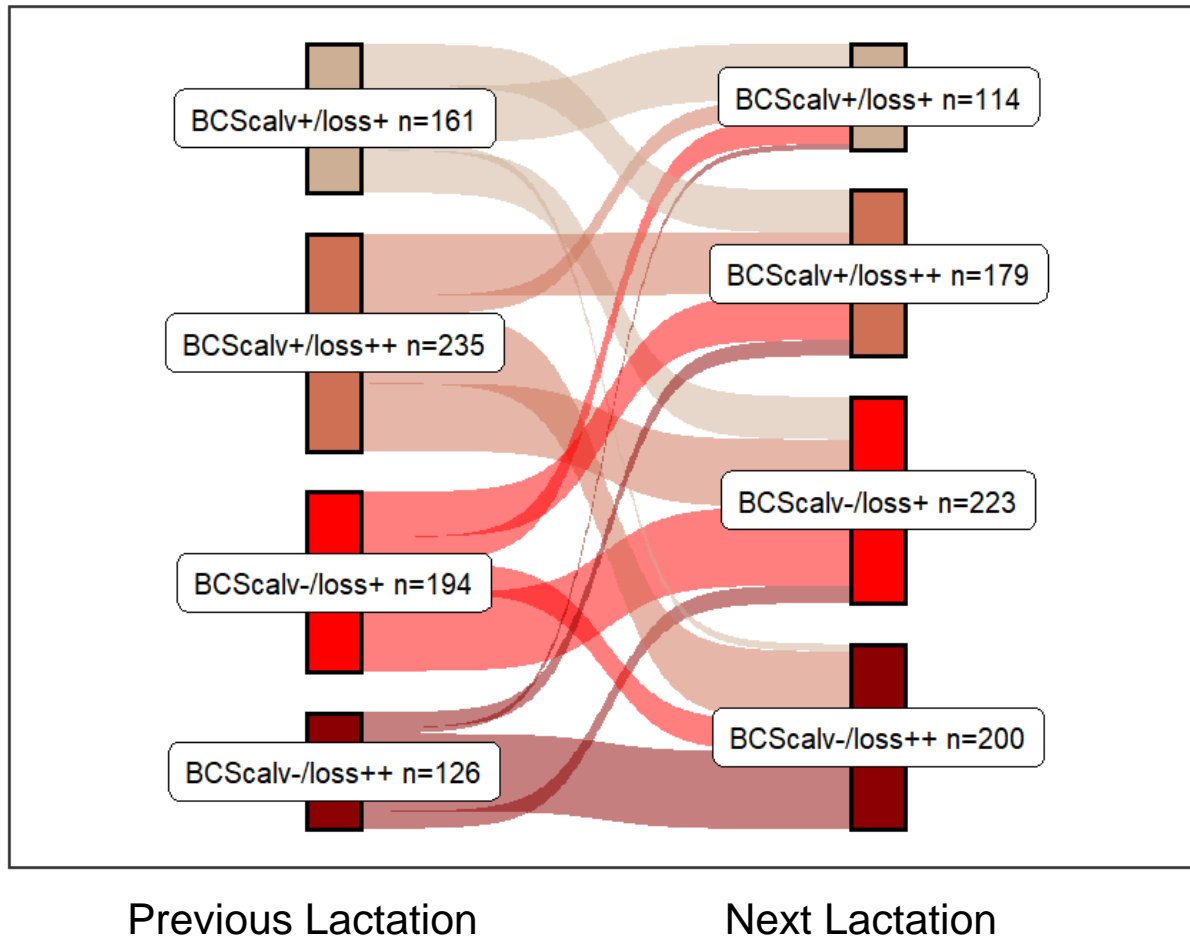 BCScalv+/loss+ n=161
BCScalv+/loss++ n=235
BCScalv-/loss+ n=194
BCScalv-/loss++ n=126
BCScalv+/loss+ n=114
BCScalv+/loss++ n=179
BCScalv-/loss+ n=223
BCScalv-/loss++ n=200
Previous Lactation
Next Lactation